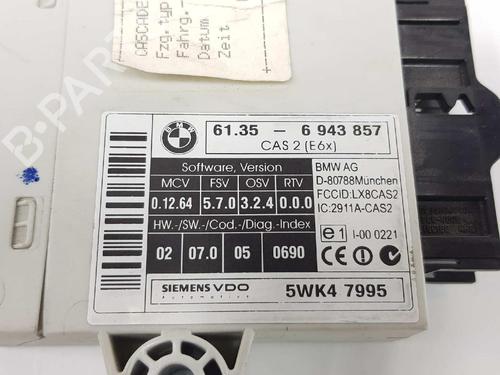 CASCADE
Fzg.typ
Fahrg.-
Datum
Zeit
BMW
61.35 - 6 943 857
CAS 2 (E6x)
Software, Version
MCV FSV OSV RTV
0.12.64 5.7.0 3.2.4 0.0.0
HW.-/SW.-/Cod./Diag.-Index
02 07.0 05 0690
BMW AG
D-80788München
FCCID:LX8CAS2
IC:2911A-CAS2
e1 I-00 0221
SIEMENS VDO
Automotive
5WK4 7995
CE
B-PARTS